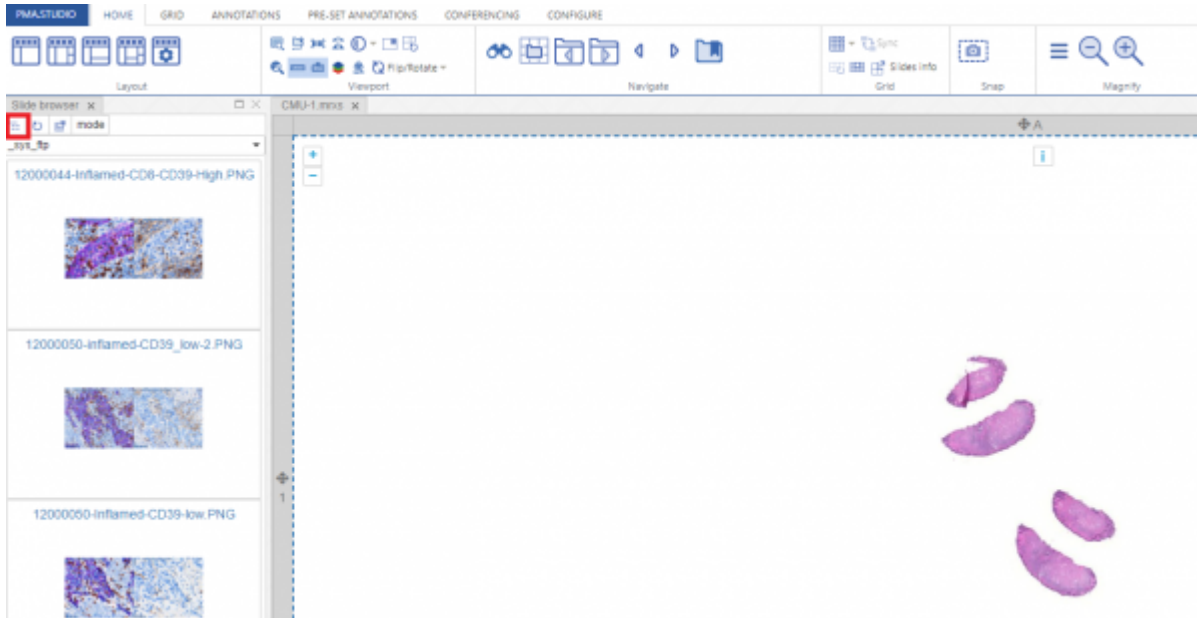 PMA.STUDIO HOME GRID ANNOTATIONS PRE-SET ANNOTATIONS CONFERENCING CONFIGURE
Sync
Flip/Rotate Slides info
Layout Viewport Navigate Grid Snap Magnify
Slide browser x CMU-1.mrxs x
mode A
_sys_ftp
12000044-Inflamed-CD8-CD39-High.PNG
12000050-inflamed-CD39_low-2.PNG
1
12000050-Inflamed-CD39-low.PNG